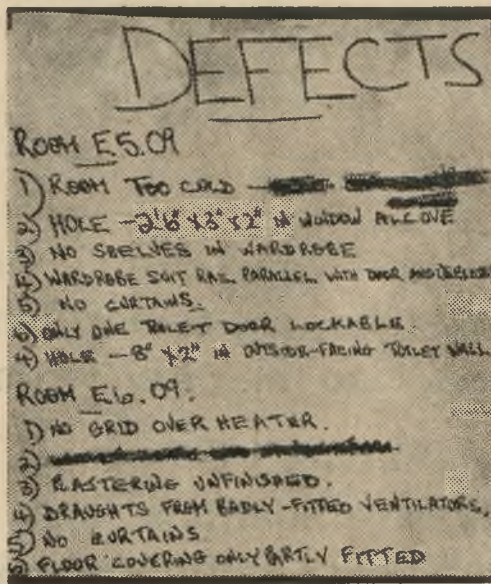 DEFECTS
ROOM E5.09
1) ROOM TOO COLD
2) HOLE - 2'6" x 3" x 2" IN WINDOW ALCOVE
3) NO SHELVES IN WARDROBE
4) WARDROBE SUIT RAIL PARALLEL WITH DOOR AND
5) NO CURTAINS.
6) ONLY ONE TOILET DOOR LOCKABLE.
7) HOLE - 8" x 2" IN OUTSIDE-FACING TOILET WALL
ROOM E6.09.
1) NO GRID OVER HEATER.
2)
3) PLASTERING UNFINISHED.
4) DRAUGHTS FROM BADLY-FITTED VENTILATORS,
5) NO CURTAINS
FLOOR COVERING ONLY PARTLY FITTED